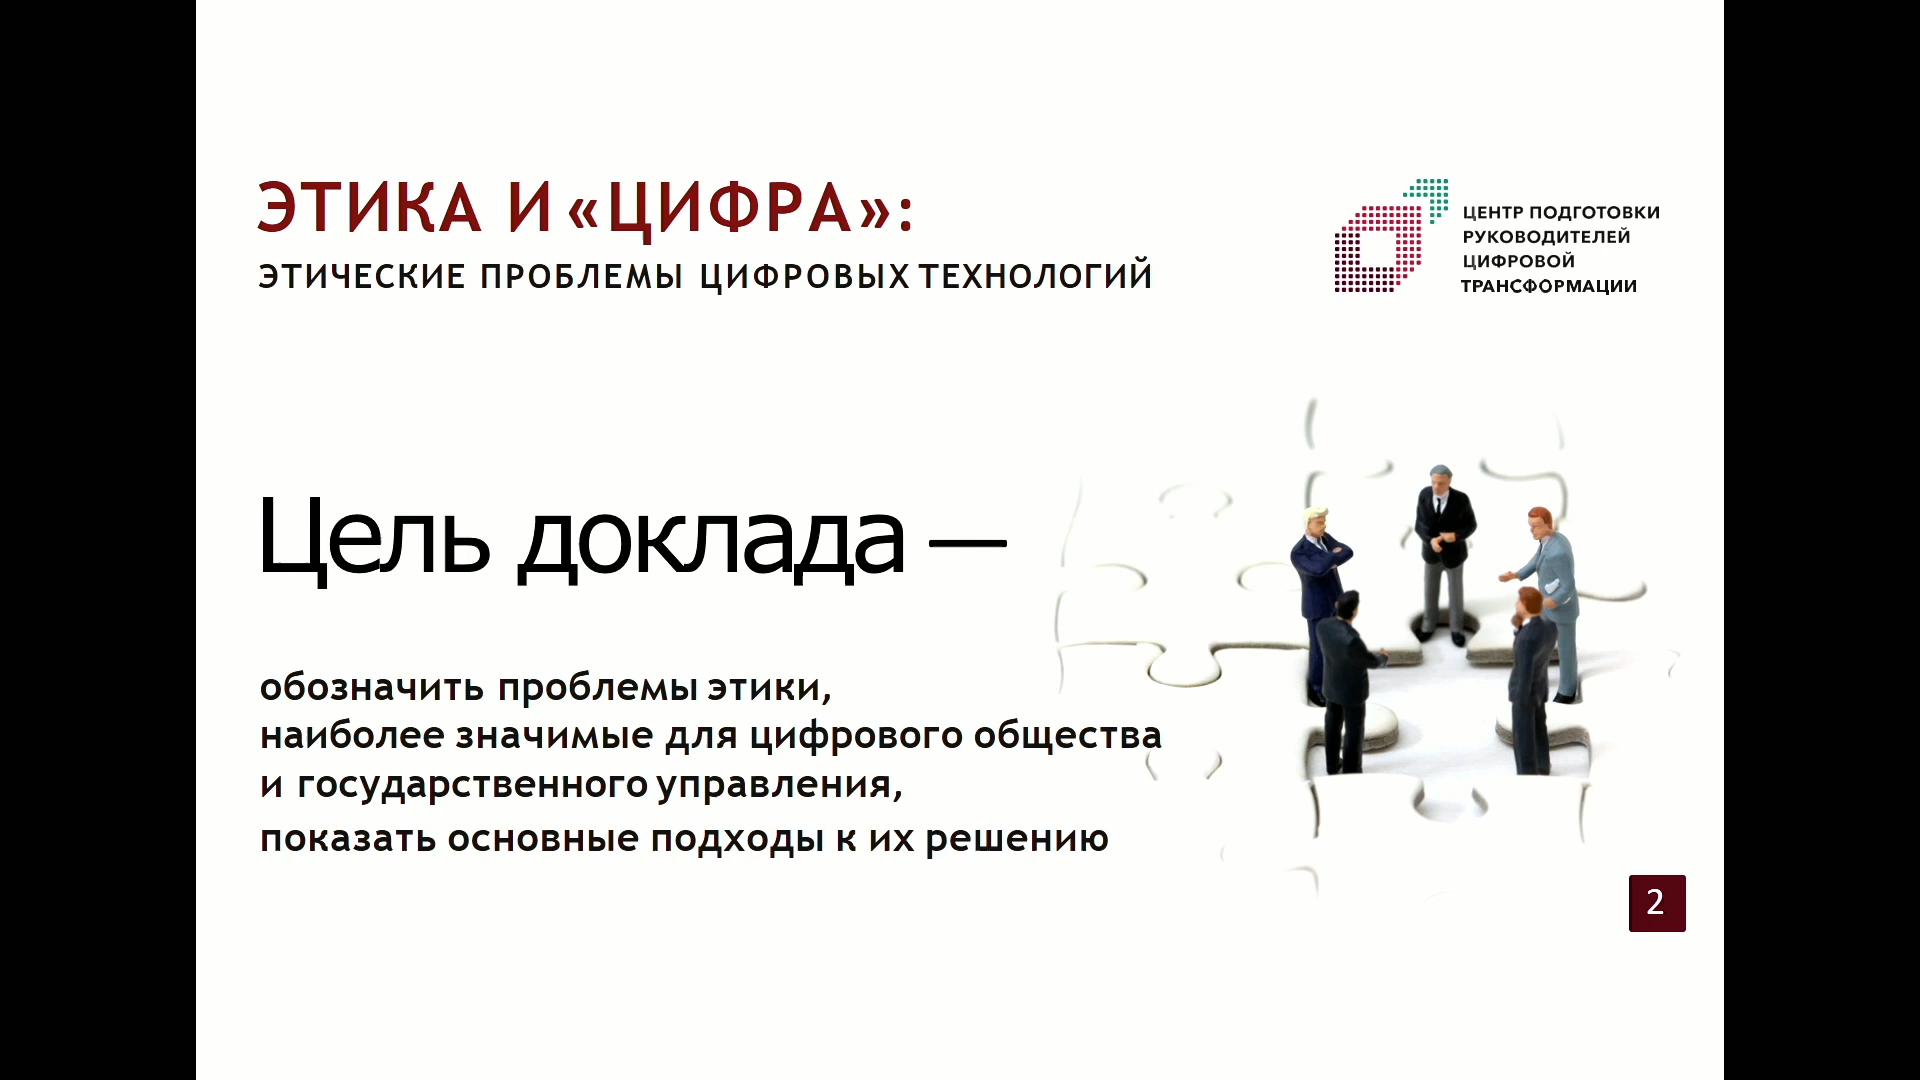 ЭТИКА И «ЦИФРА»:
ЭТИЧЕСКИЕ ПРОБЛЕМЫ ЦИФРОВЫХ ТЕХНОЛОГИЙ
ЦЕНТР ПОДГОТОВКИ
РУКОВОДИТЕЛЕЙ
ЦИФРОВОЙ
ТРАНСФОРМАЦИИ
Цель доклада —
обозначить проблемы этики,
наиболее значимые для цифрового общества
и государственного управления,
показать основные подходы к их решению
2